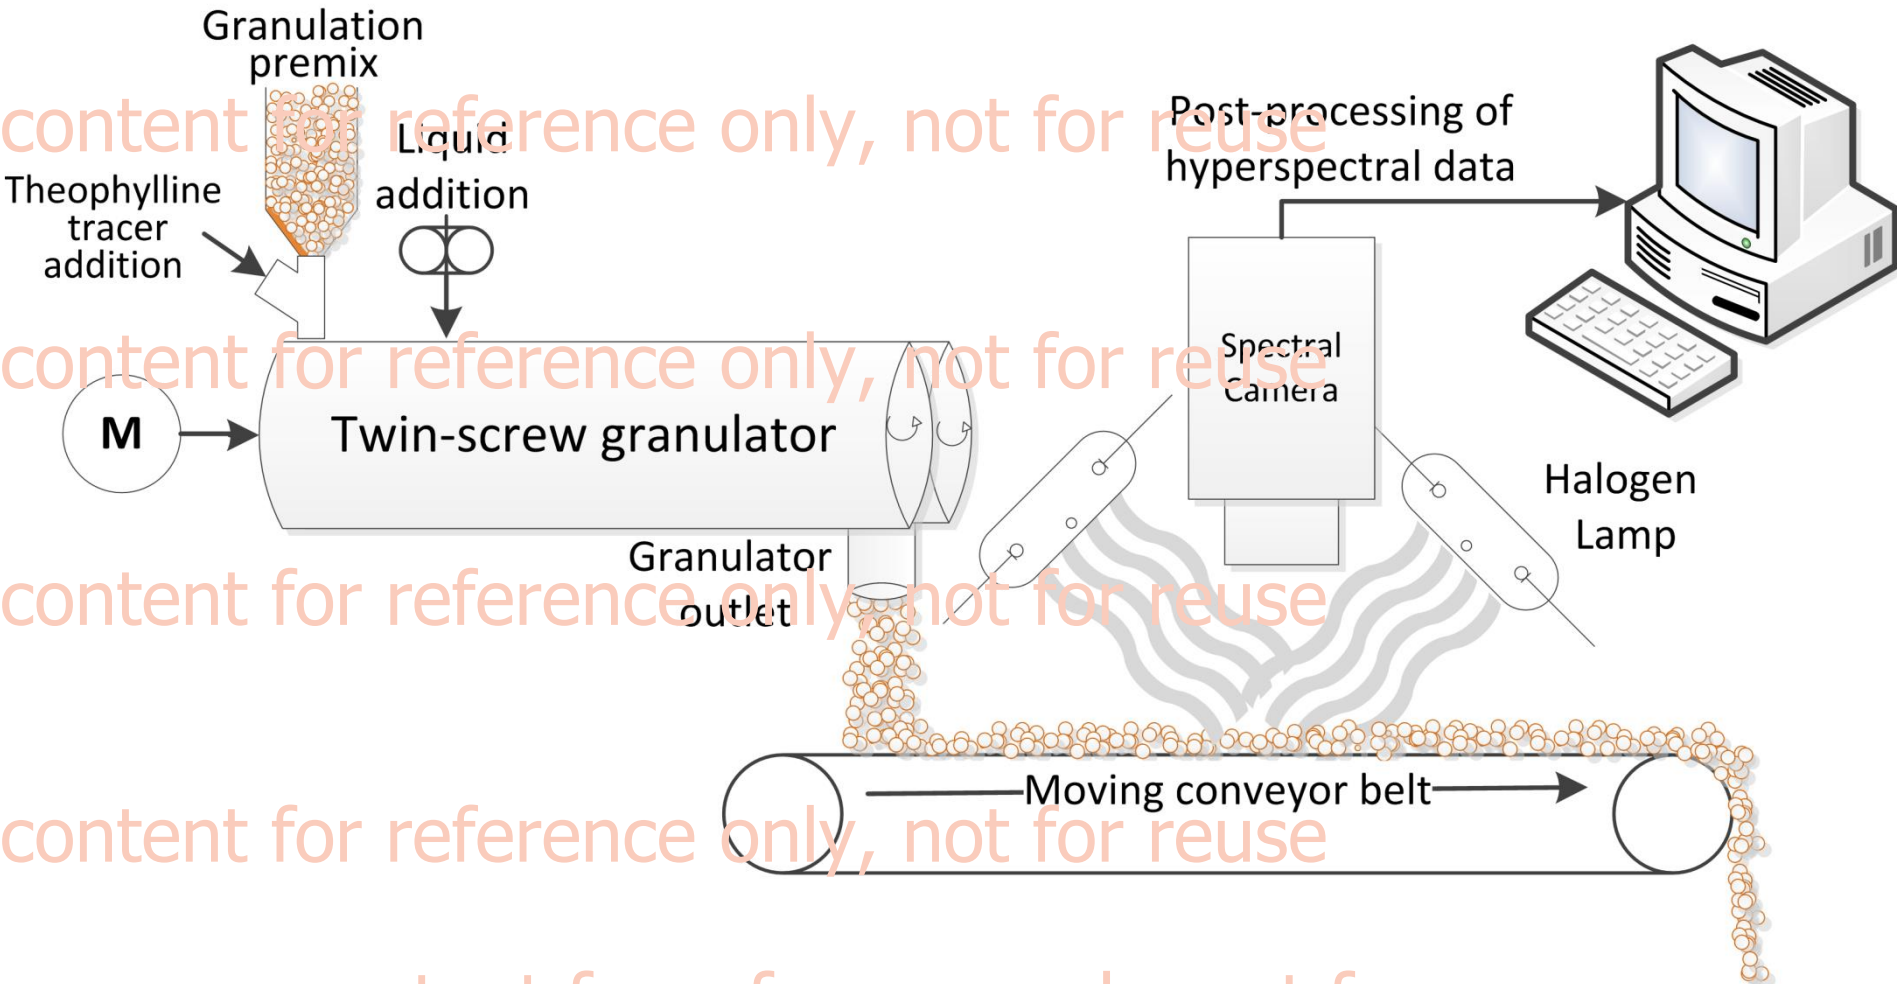 Granulation
premix
content for reference only, not for reuse
Liquid
addition
Theophylline
tracer
addition
Post-processing of
hyperspectral data
content for reference only, not for reuse
Spectral
Camera
M
Twin-screw granulator
Halogen
Lamp
Granulator
outlet
content for reference only, not for reuse
Moving conveyor belt
content for reference only, not for reuse